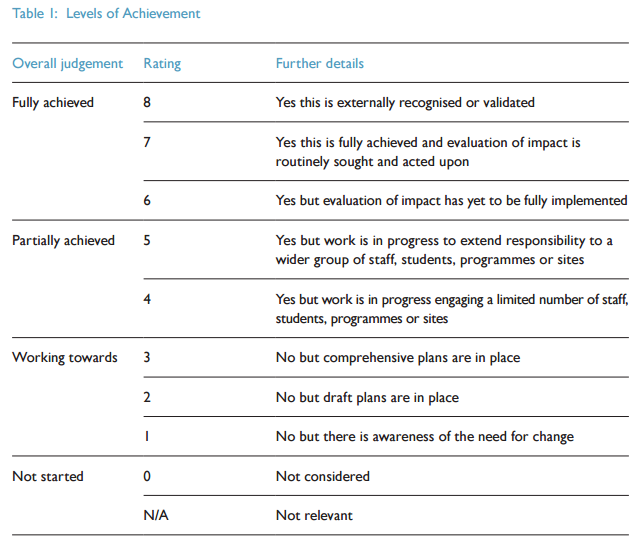 Table 1: Levels of Achievement
Overall judgement Rating Further details
Fully achieved 8 Yes this is externally recognised or validated
7 Yes this is fully achieved and evaluation of impact is
routinely sought and acted upon
6 Yes but evaluation of impact has yet to be fully implemented
Partially achieved 5 Yes but work is in progress to extend responsibility to a
wider group of staff, students, programmes or sites
4 Yes but work is in progress engaging a limited number of staff,
students, programmes or sites
Working towards 3 No but comprehensive plans are in place
2 No but draft plans are in place
1 No but there is awareness of the need for change
Not started 0 Not considered
N/A Not relevant